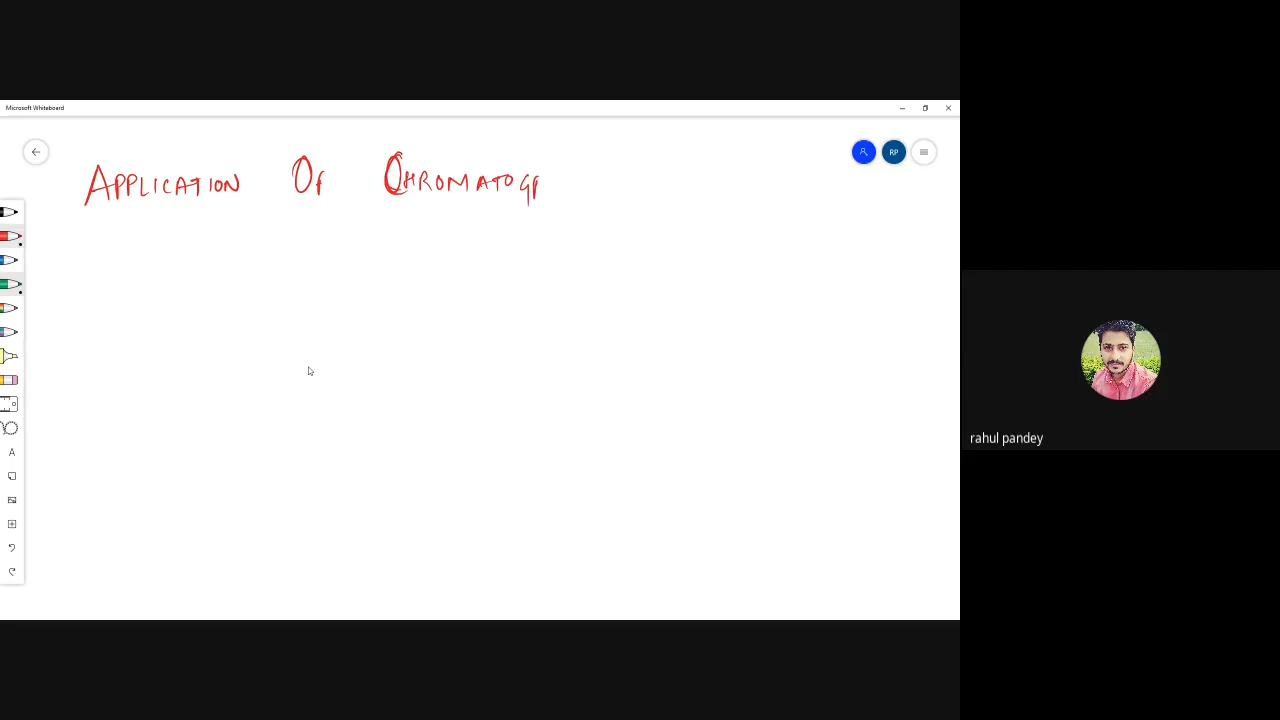 Microsoft Whiteboard
RP
APPLICATION Of CHROMATOGR
A
rahul pandey